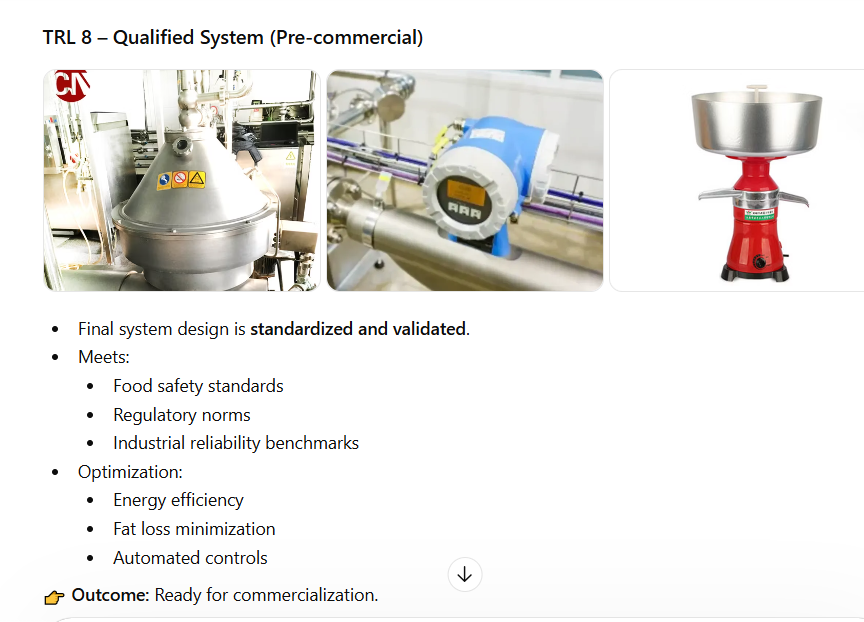 TRL 8 – Qualified System (Pre-commercial)
Final system design is standardized and validated.
Meets:
Food safety standards
Regulatory norms
Industrial reliability benchmarks
Optimization:
Energy efficiency
Fat loss minimization
Automated controls
Outcome: Ready for commercialization.